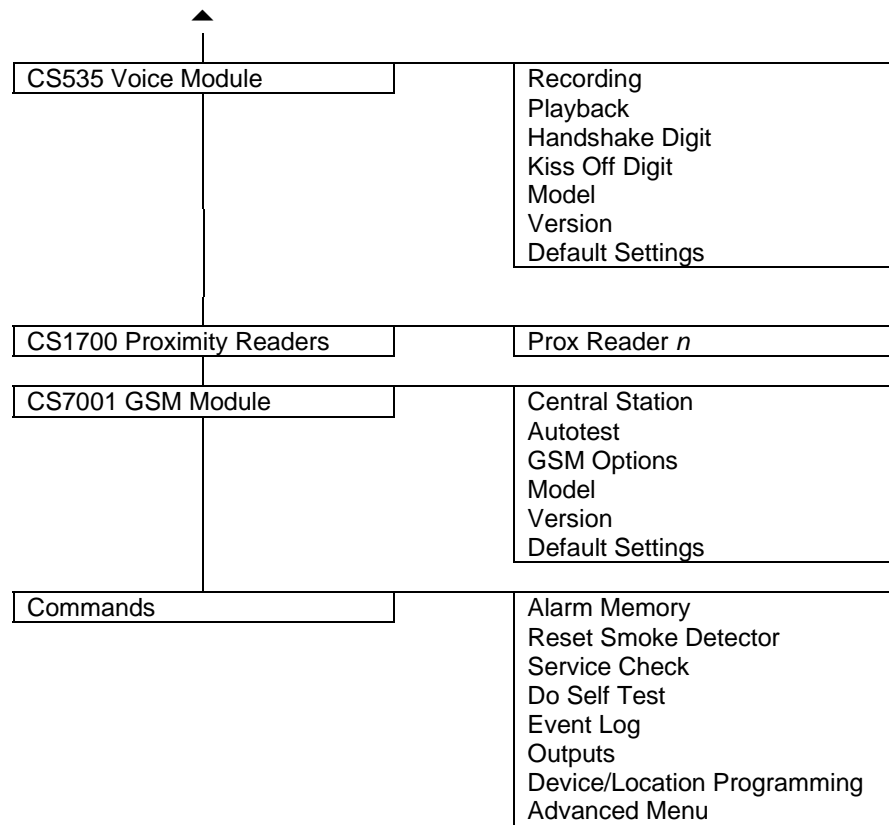 CS535 Voice Module
Recording
Playback
Handshake Digit
Kiss Off Digit
Model
Version
Default Settings
CS1700 Proximity Readers
Prox Reader n
CS7001 GSM Module
Central Station
Autotest
GSM Options
Model
Version
Default Settings
Commands
Alarm Memory
Reset Smoke Detector
Service Check
Do Self Test
Event Log
Outputs
Device/Location Programming
Advanced Menu